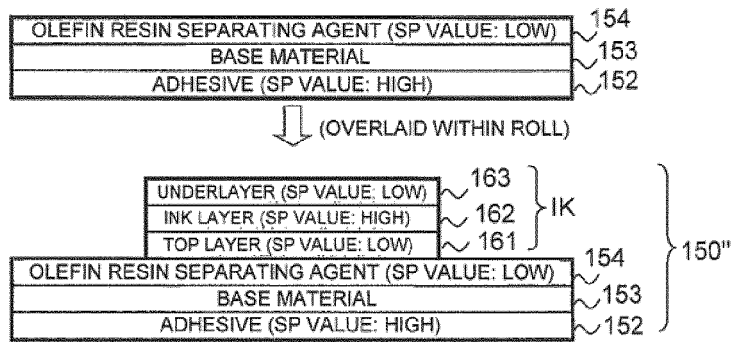 OLEFIN RESIN SEPARATING AGENT (SP VALUE: LOW) 154
BASE MATERIAL 153
ADHESIVE (SP VALUE: HIGH) 152
(OVERLAID WITHIN ROLL)
UNDERLAYER (SP VALUE: LOW) 163
INK LAYER (SP VALUE: HIGH) 162 IK
TOP LAYER (SP VALUE: LOW) 161
150"
OLEFIN RESIN SEPARATING AGENT (SP VALUE: LOW) 154
BASE MATERIAL 153
ADHESIVE (SP VALUE: HIGH) 152